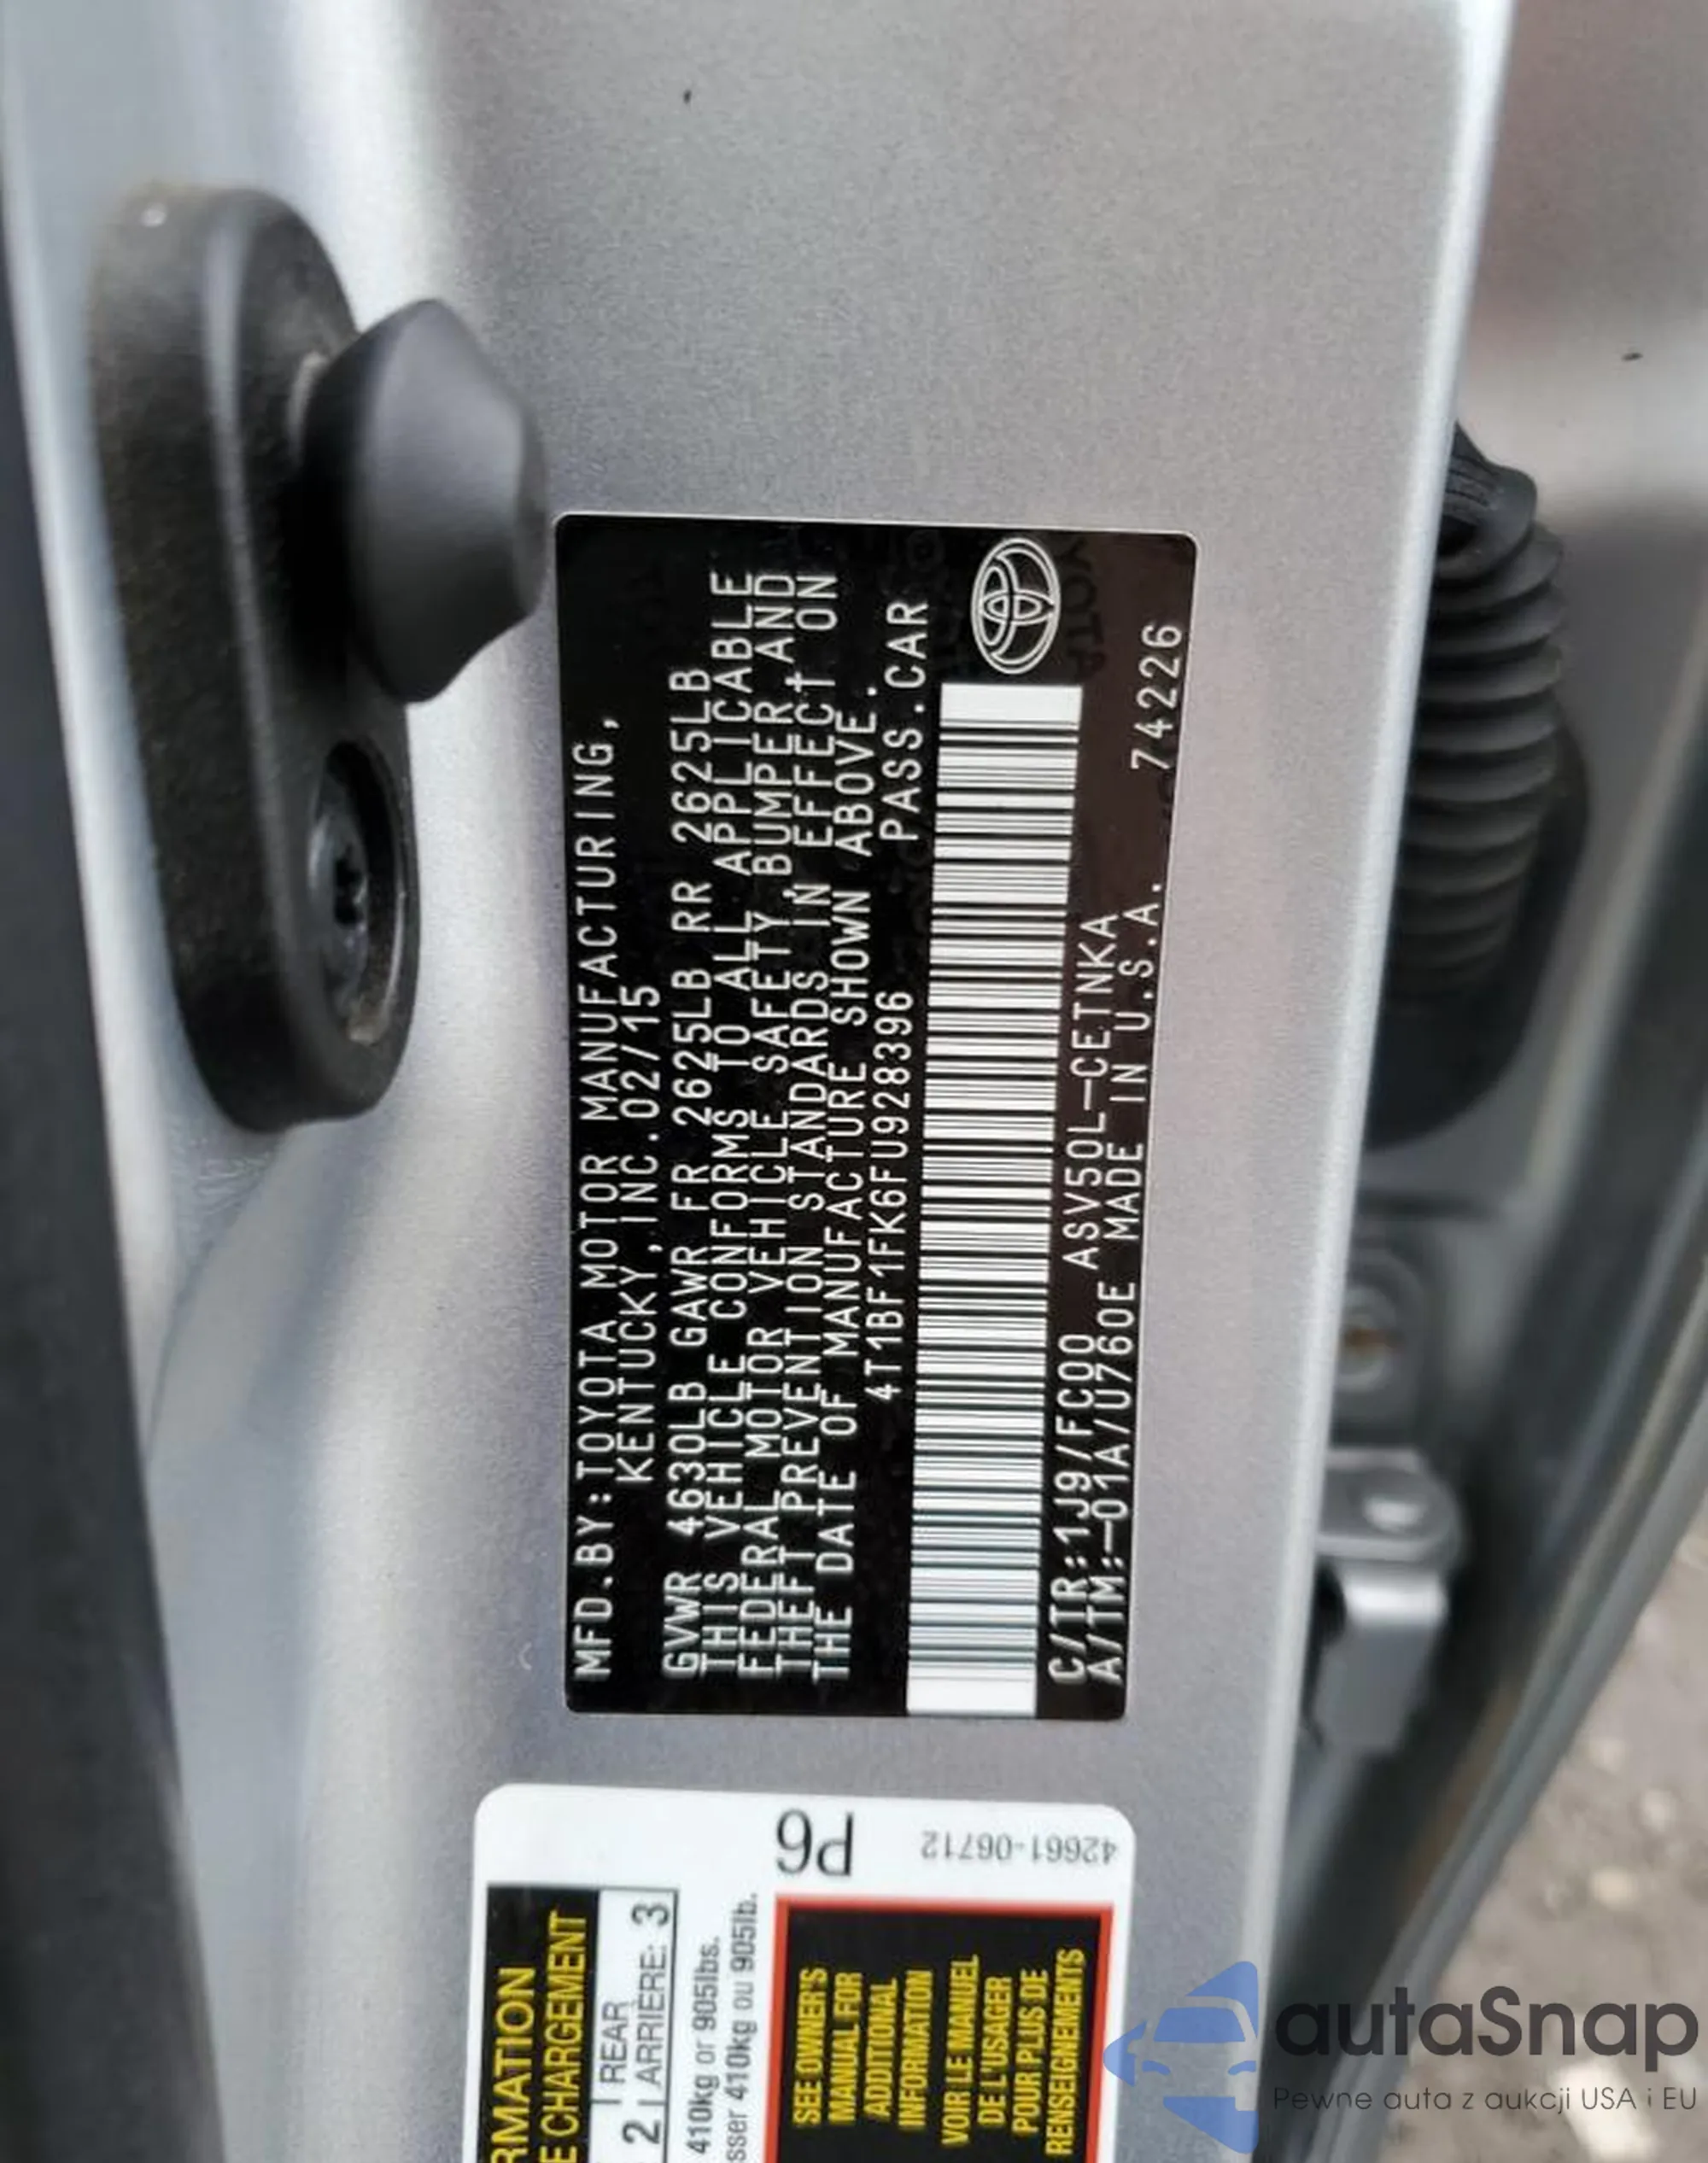 MFD.BY:TOYOTA MOTOR MANUFACTURING,
KENTUCKY,INC.02/15
GVWR 4630LB GAWR FR 2625LB RR 2625LB
THIS VEHICLE CONFORMS TO ALL APPLICABLE
FEDERAL MOTOR VEHICLE SAFETY,BUMPER,AND
THEFT PREVENTION STANDARDS IN EFFECT ON
THE DATE OF MANUFACTURE SHOWN ABOVE.
4T1BF1FK6FU928396 PASS.CAR
C/TR:1J9/FC00 ASV50L-CETNKA
A/TM:-01A/U760E MADE IN U.S.A. 74226
P6
42661-06712
RMATION
E CHARGEMENT
2 REAR
ARRIERE: 3
410kg or 905lbs.
sser 410kg ou 905lb.
SEE OWNER'S
MANUAL FOR
ADDITIONAL
INFORMATION
VOIR LE MANUEL
DE L'USAGER
POUR PLUS DE
RENSEIGNEMENTS
autaSnap
Pewne auta z aukcji USA i EU